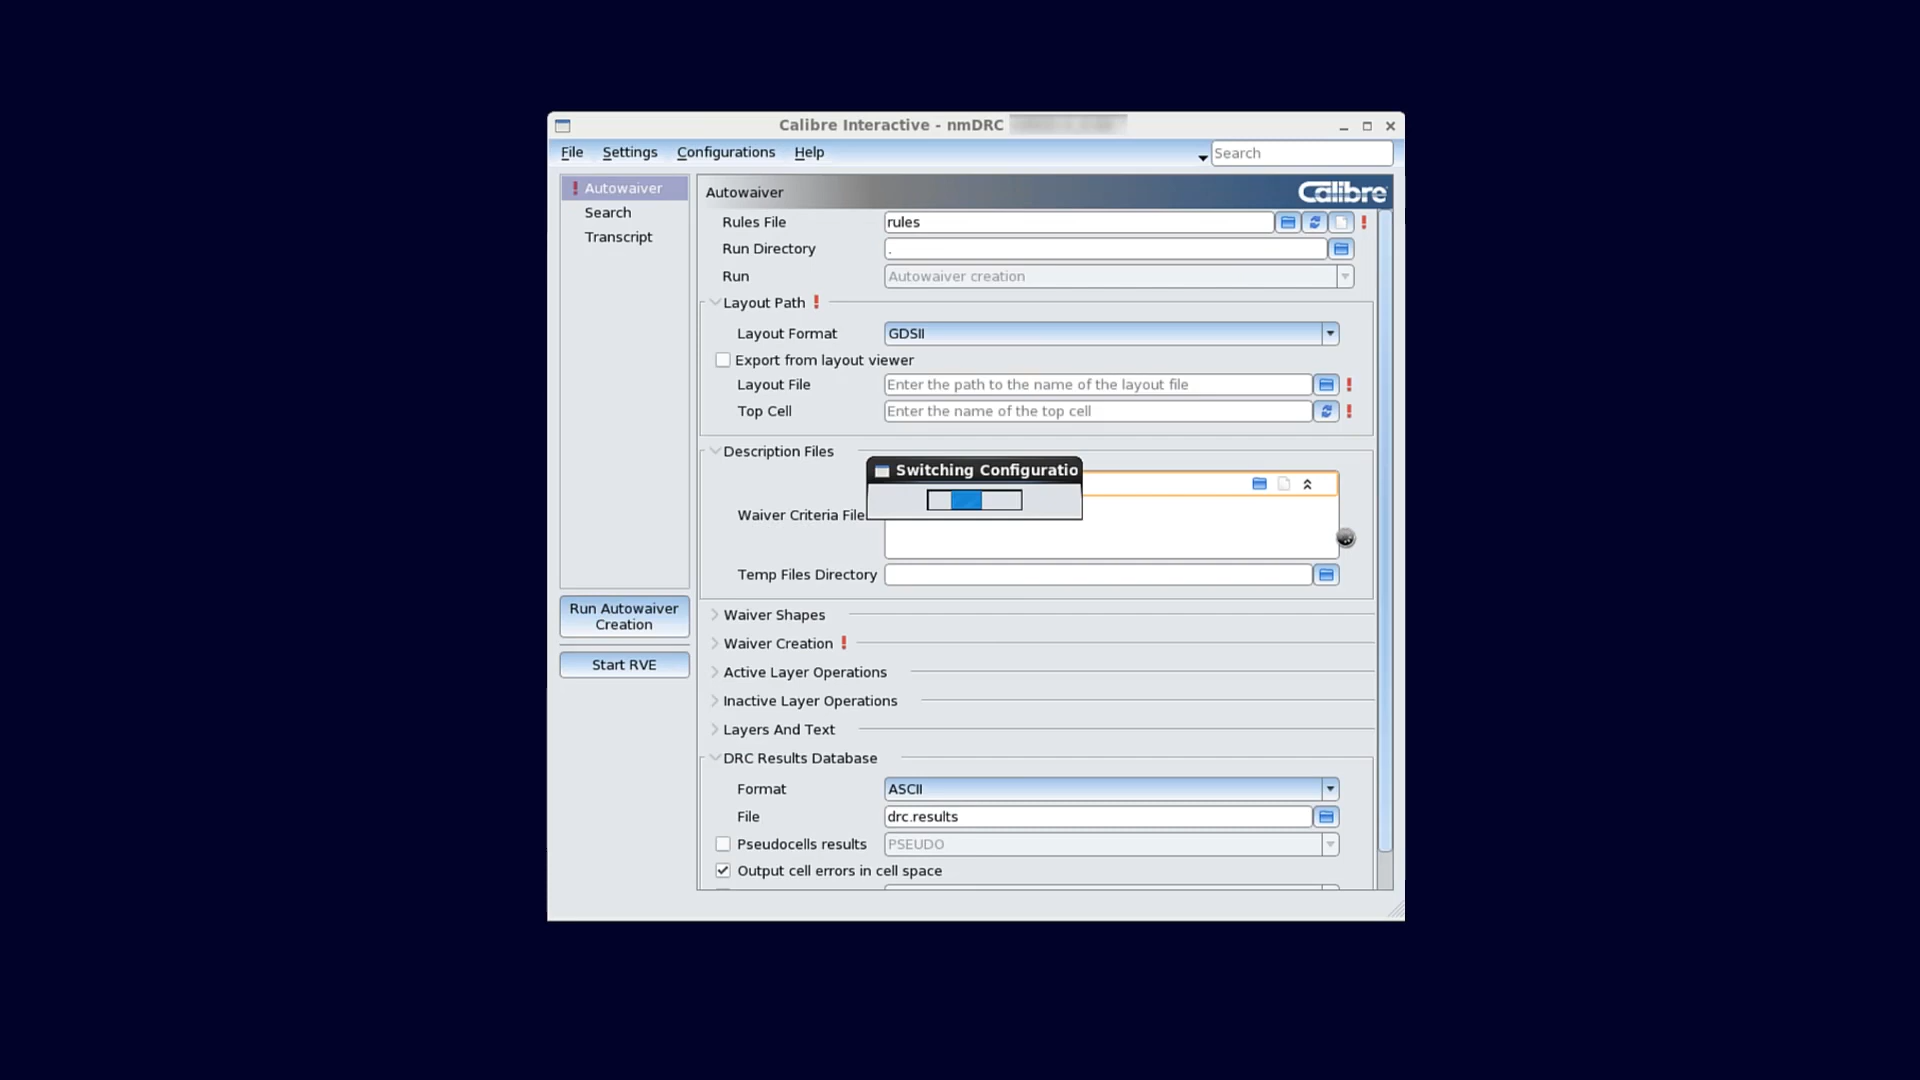 Calibre Interactive - nmDRC
File Settings Configurations Help Search
! Autowaiver
Search
Transcript
Run Autowaiver
Creation
Start RVE
Autowaiver Calibre
Rules File rules !
Run Directory .
Run Autowaiver creation
Layout Path !
Layout Format GDSII
Export from layout viewer
Layout File Enter the path to the name of the layout file !
Top Cell Enter the name of the top cell !
Description Files
Switching Configuratio
Waiver Criteria File
Temp Files Directory
Waiver Shapes
Waiver Creation !
Active Layer Operations
Inactive Layer Operations
Layers And Text
DRC Results Database
Format ASCII
File drc.results
Pseudocells results PSEUDO
Output cell errors in cell space